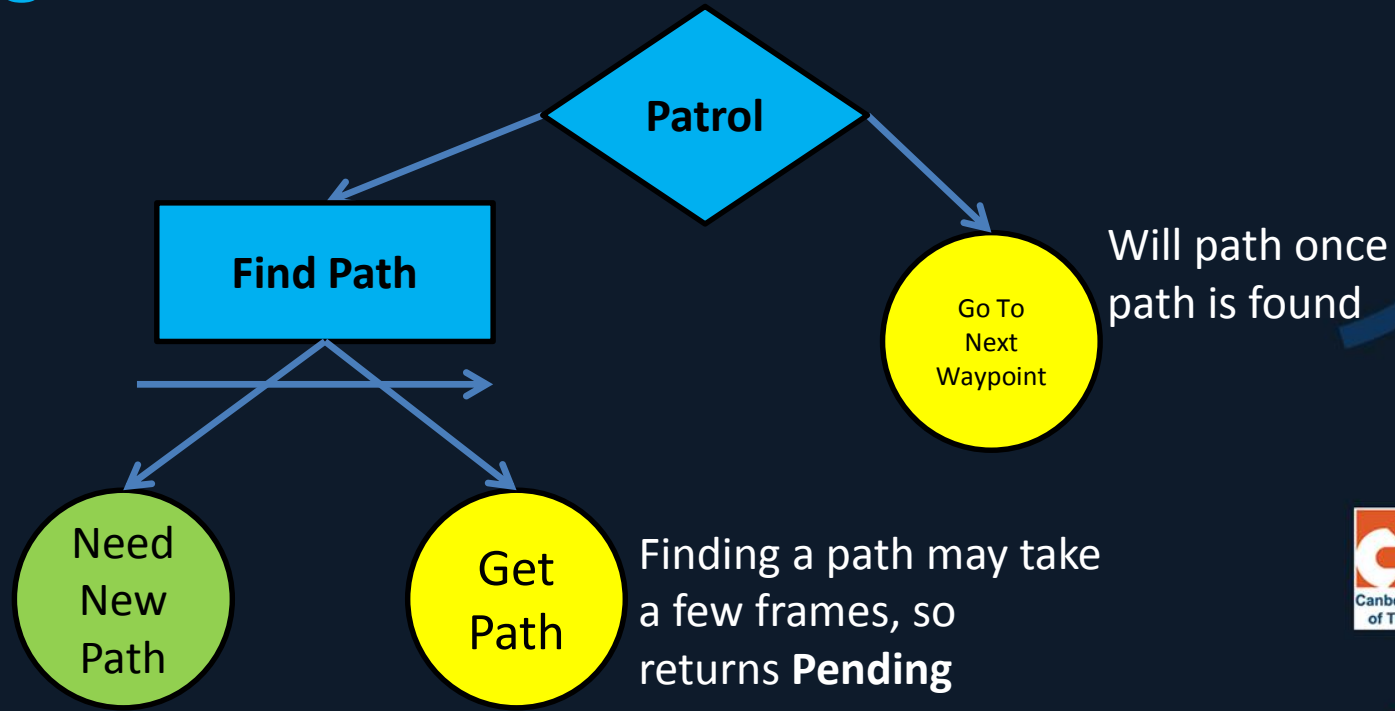 Patrol
Find Path
Will path once
path is found
Go To
Next
Waypoint
Need
New
Path
Get
Path
Finding a path may take
a few frames, so
returns Pending
of T